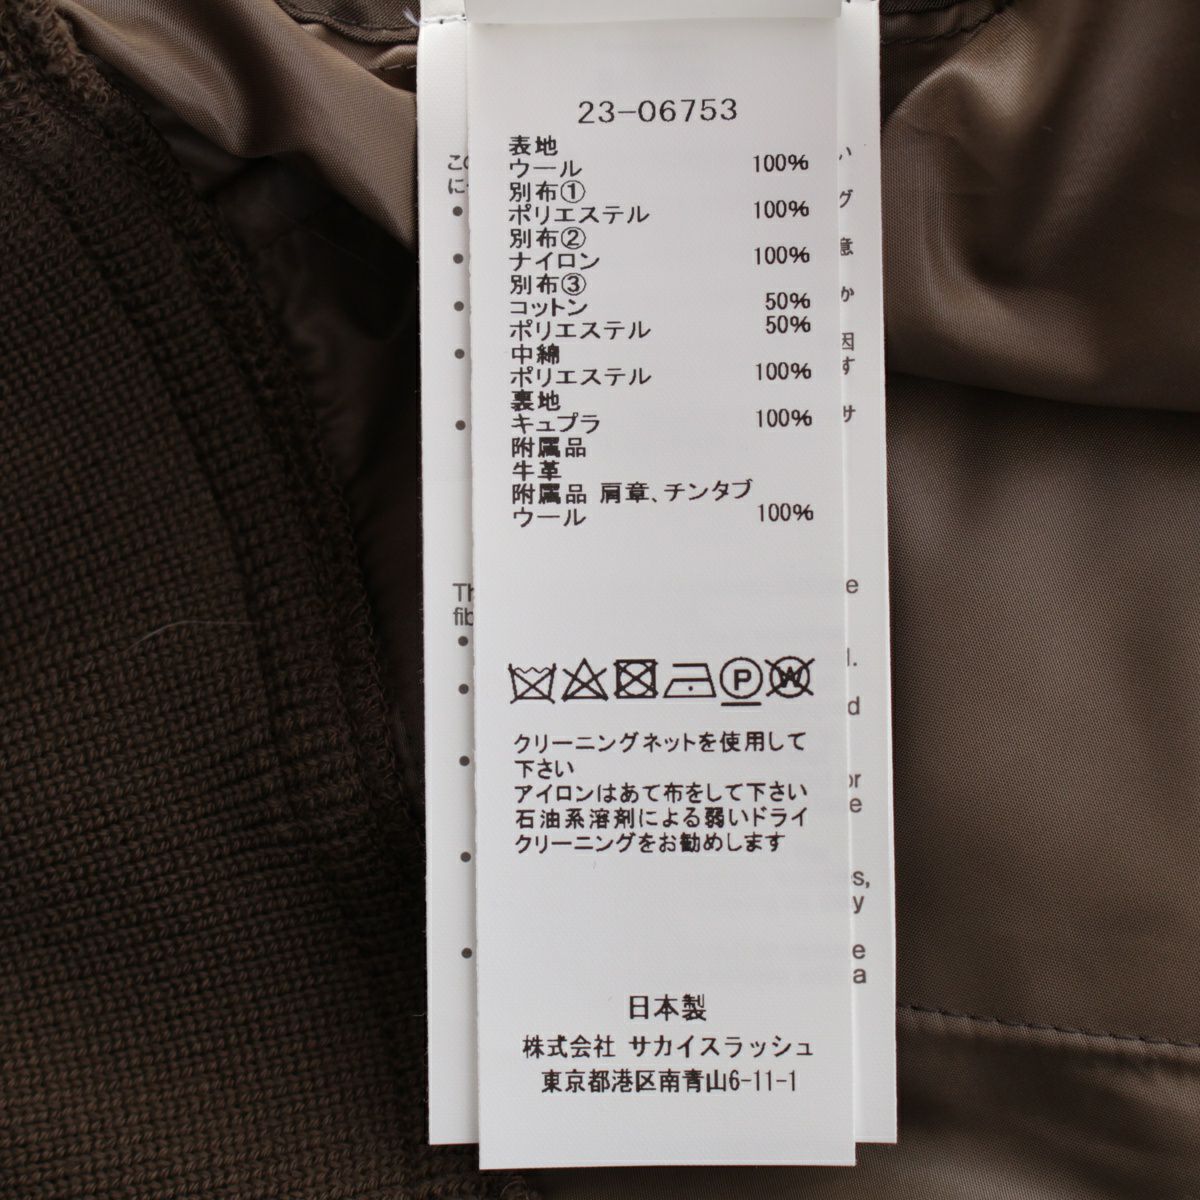 23-06753
表地
ウール 100%
別布①
ポリエステル 100%
別布②
ナイロン 100%
別布③
コットン 50%
ポリエステル 50%
中綿
ポリエステル 100%
裏地
キュプラ 100%
附属品
牛革
附属品 肩章、チンタブ
ウール 100%
P
W
クリーニングネットを使用して
下さい
アイロンはあて布をして下さい
石油系溶剤による弱いドライ
クリーニングをお勧めします
日本製
株式会社 サカイスラッシュ
東京都港区南青山6-11-1